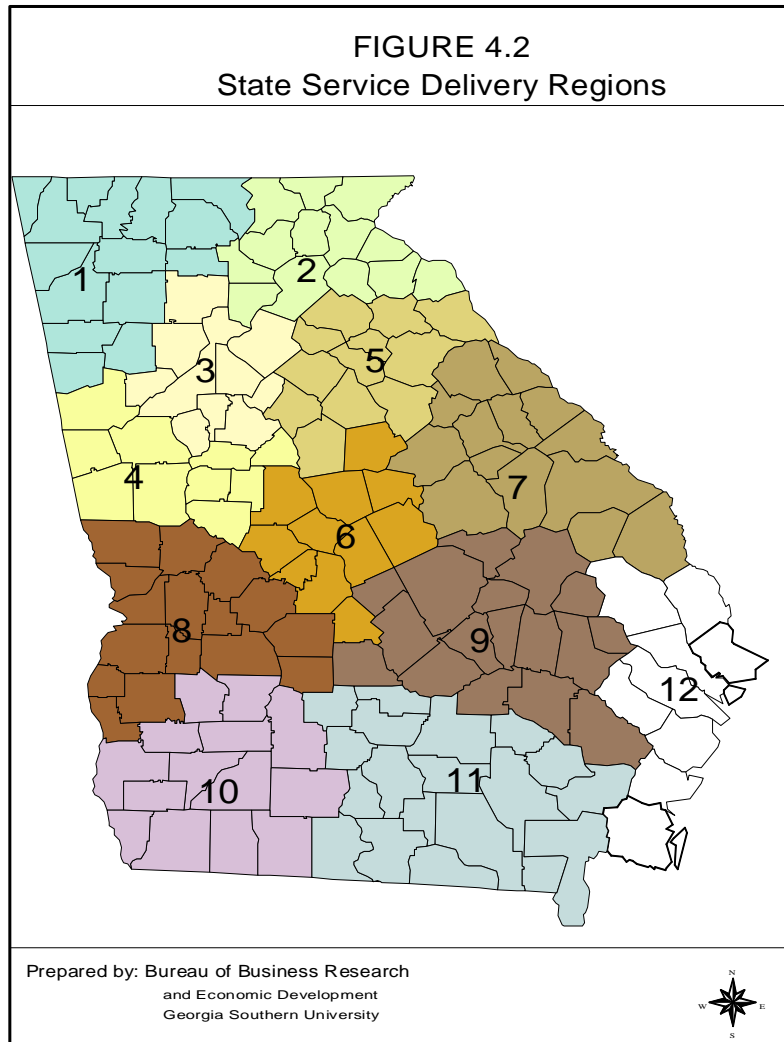 FIGURE 4.2
State Service Delivery Regions
1
2
3
5
4
7
6
8
9
12
10
11
Prepared by: Bureau of Business Research
and Economic Development
Georgia Southern University
N
W
E
S